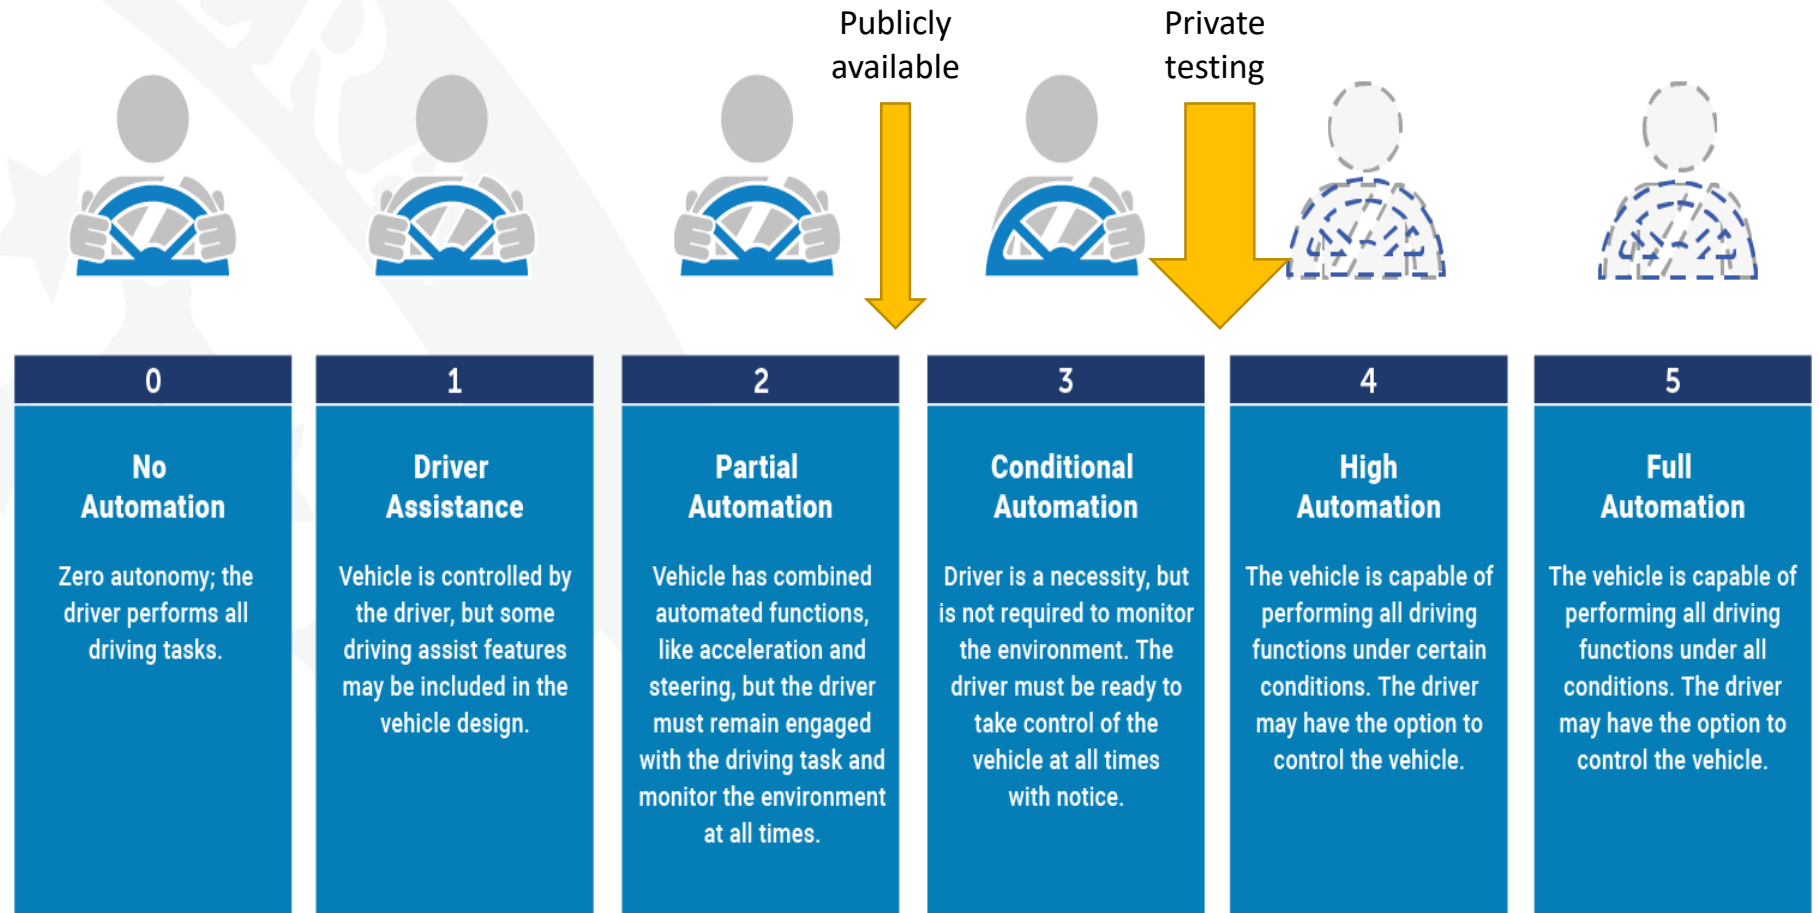 Publicly
available
Private
testing
0
No
Automation
Zero autonomy; the
driver performs all
driving tasks.
1
Driver
Assistance
Vehicle is controlled by
the driver, but some
driving assist features
may be included in the
vehicle design.
2
Partial
Automation
Vehicle has combined
automated functions,
like acceleration and
steering, but the driver
must remain engaged
with the driving task and
monitor the environment
at all times.
3
Conditional
Automation
Driver is a necessity, but
is not required to monitor
the environment. The
driver must be ready to
take control of the
vehicle at all times
with notice.
4
High
Automation
The vehicle is capable of
performing all driving
functions under certain
conditions. The driver
may have the option to
control the vehicle.
5
Full
Automation
The vehicle is capable of
performing all driving
functions under all
conditions. The driver
may have the option to
control the vehicle.